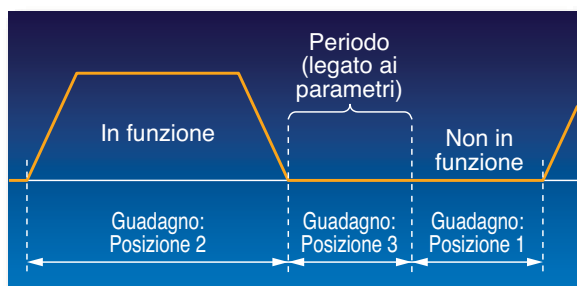 Periodo
(legato ai
parametri)
In funzione
Non in
funzione
Guadagno:
Posizione 2
Guadagno:
Posizione 3
Guadagno:
Posizione 1